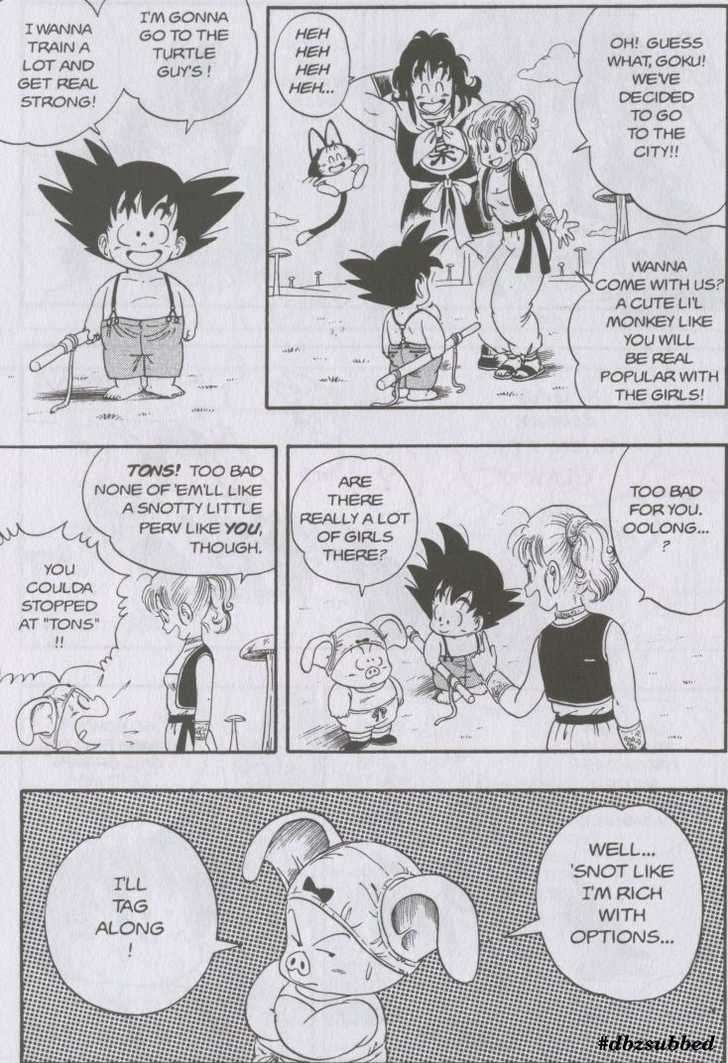 OH! GUESS
WHAT, GOKU!
WE'VE
DECIDED
TO GO
TO THE
CITY!!
WANNA
COME WITH US?
A CUTE LI'L
MONKEY LIKE
YOU WILL
BE REAL
POPULAR WITH
THE GIRLS!
HEH
HEH
HEH
HEH...
楽
I'M GONNA
GO TO THE
TURTLE
GUY'S!
I WANNA
TRAIN A
LOT AND
GET REAL
STRONG!
TOO BAD
FOR YOU.
OOLONG...
?
ARE
THERE
REALLY A LOT
OF GIRLS
THERE?
TONS! TOO BAD
NONE OF 'EM'LL LIKE
A SNOTTY LITTLE
PERV LIKE YOU,
THOUGH.
YOU
COULDA
STOPPED
AT "TONS"
!!
WELL...
'SNOT LIKE
I'M RICH
WITH
OPTIONS...
I'LL
TAG
ALONG
!
#dbzsubbed